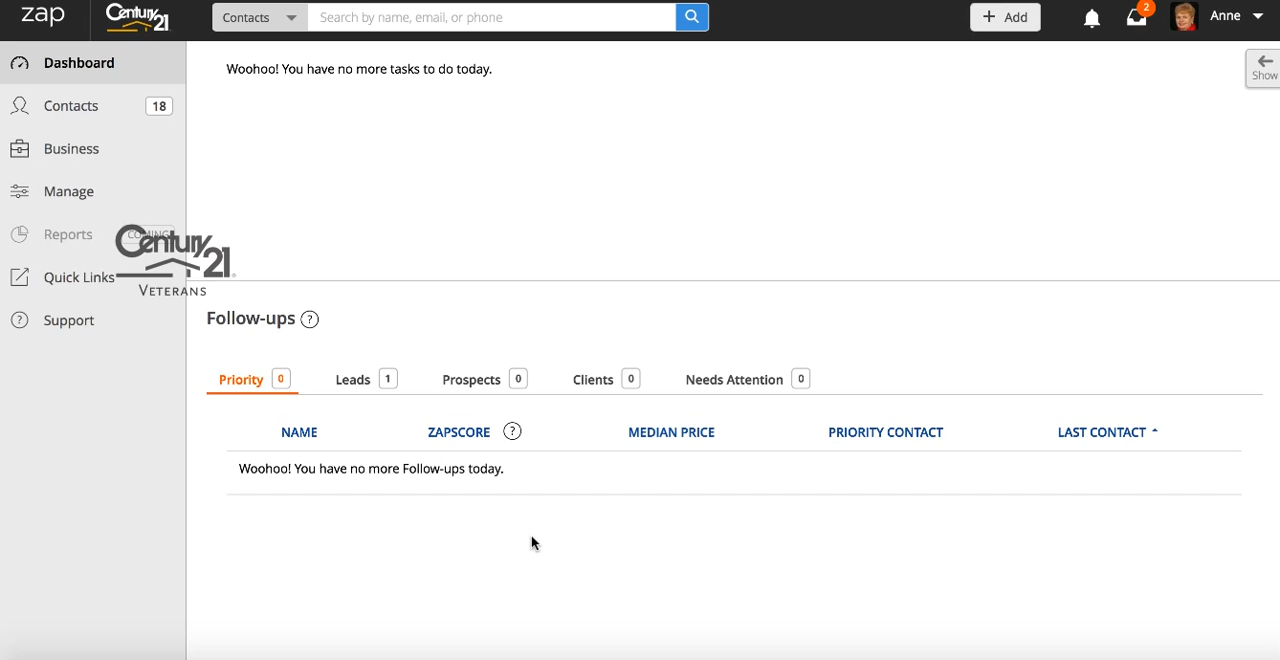 zap
Century 21
Contacts
Search by name, email, or phone
Add
2
Anne
Dashboard
Woohoo! You have no more tasks to do today.
Show
Contacts 18
Business
Manage
Reports COMING
Century 21
VETERANS
Quick Links
Support
Follow-ups ?
Priority 0 Leads 1 Prospects 0 Clients 0 Needs Attention 0
NAME ZAPSCORE ? MEDIAN PRICE PRIORITY CONTACT LAST CONTACT
Woohoo! You have no more Follow-ups today.